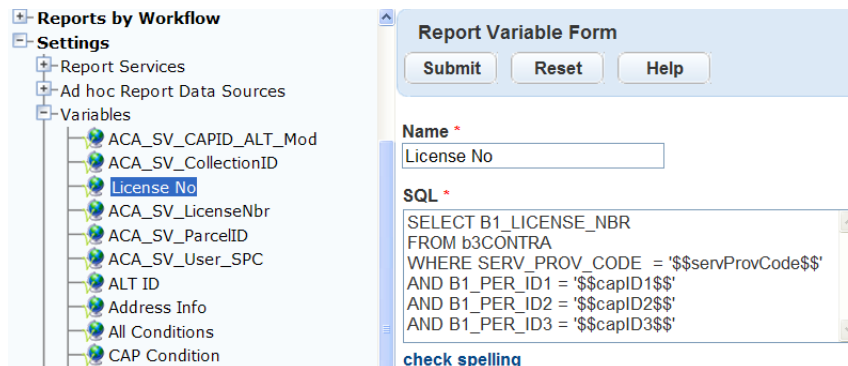 Reports by Workflow
Settings
Report Services
Ad hoc Report Data Sources
Variables
ACA_SV_CAPID_ALT_Mod
ACA_SV_CollectionID
License No
ACA_SV_LicenseNbr
ACA_SV_ParcelID
ACA_SV_User_SPC
ALT ID
Address Info
All Conditions
CAP Condition
Report Variable Form
Submit Reset Help
Name *
License No
SQL *
SELECT B1_LICENSE_NBR
FROM b3CONTRA
WHERE SERV_PROV_CODE = '$$servProvCode$$'
AND B1_PER_ID1 = '$$capID1$$'
AND B1_PER_ID2 = '$$capID2$$'
AND B1_PER_ID3 = '$$capID3$$'
check spelling